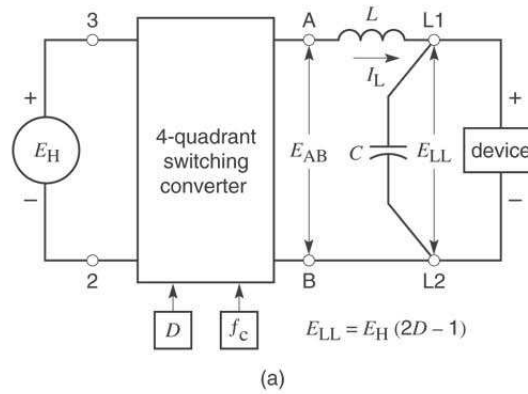 3
A
L
L1
+
I_L
+
E_H
4-quadrant
switching
converter
E_AB
C
E_LL
device
−
−
2
B
L2
D
f_c
E_LL = E_H (2D − 1)
(a)